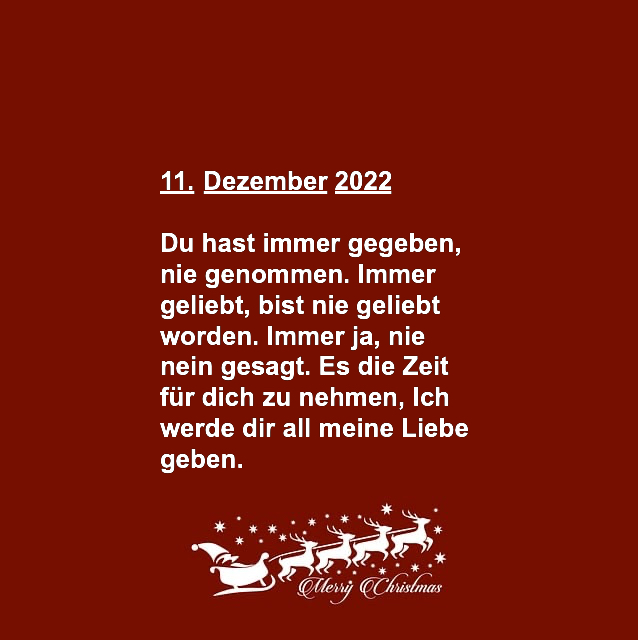 11. Dezember 2022
Du hast immer gegeben,
nie genommen. Immer
geliebt, bist nie geliebt
worden. Immer ja, nie
nein gesagt. Es die Zeit
für dich zu nehmen, Ich
werde dir all meine Liebe
geben.
Merry Christmas